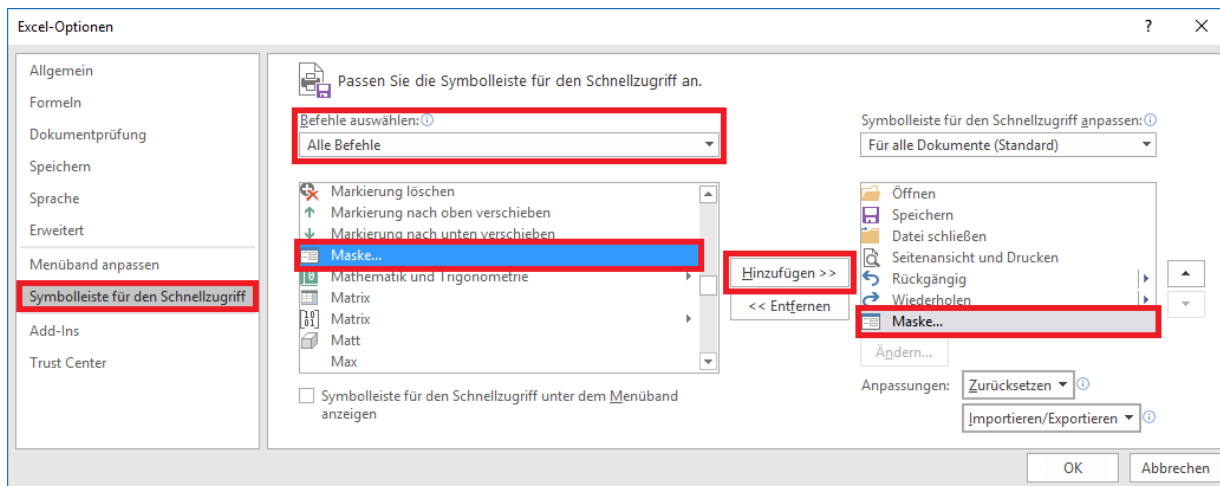 Excel-Optionen
?
Allgemein
Formeln
Dokumentprüfung
Speichern
Sprache
Erweitert
Menüband anpassen
Symbolleiste für den Schnellzugriff
Add-Ins
Trust Center
Passen Sie die Symbolleiste für den Schnellzugriff an.
Befehle auswählen:
Alle Befehle
Markierung löschen
Markierung nach oben verschieben
Markierung nach unten verschieben
Maske...
Mathematik und Trigonometrie
Matrix
Matrix
Matt
Max
Symbolleiste für den Schnellzugriff unter dem Menüband
anzeigen
Hinzufügen >>
<< Entfernen
Symbolleiste für den Schnellzugriff anpassen:
Für alle Dokumente (Standard)
Öffnen
Speichern
Datei schließen
Seitenansicht und Drucken
Rückgängig
Wiederholen
Maske...
Ändern...
Anpassungen: Zurücksetzen
Importieren/Exportieren
OK
Abbrechen